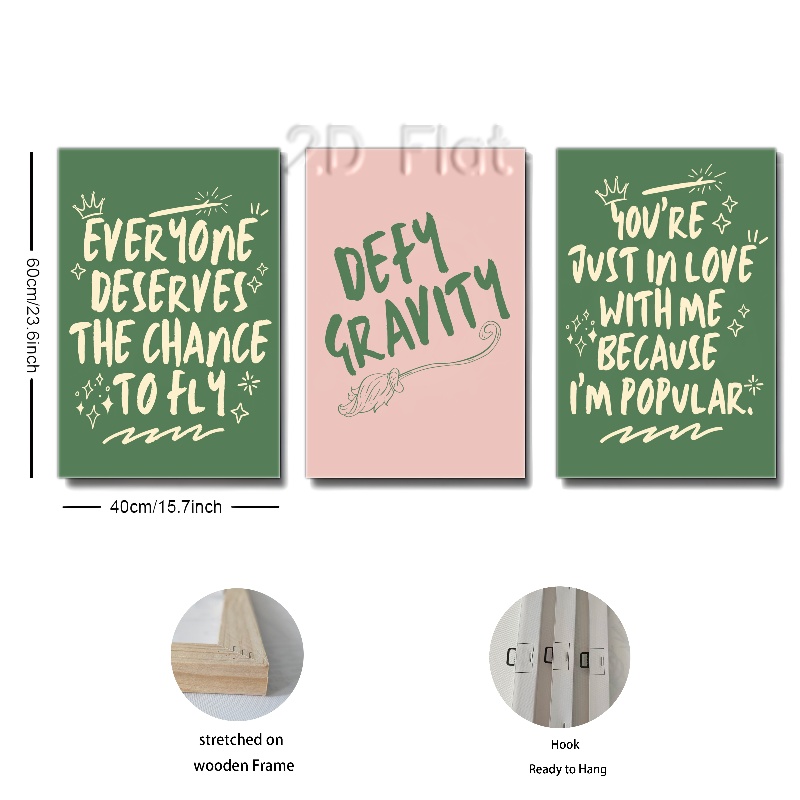 2D Flat
EVERYONE
DESERVES
THE CHANCE
TO FLY
DEFY
GRAVITY
YOU'RE
JUST IN LOVE
WITH ME
BECAUSE
I'M POPULAR.
60cm/23.6inch
40cm/15.7inch
stretched on
wooden Frame
Hook
Ready to Hang